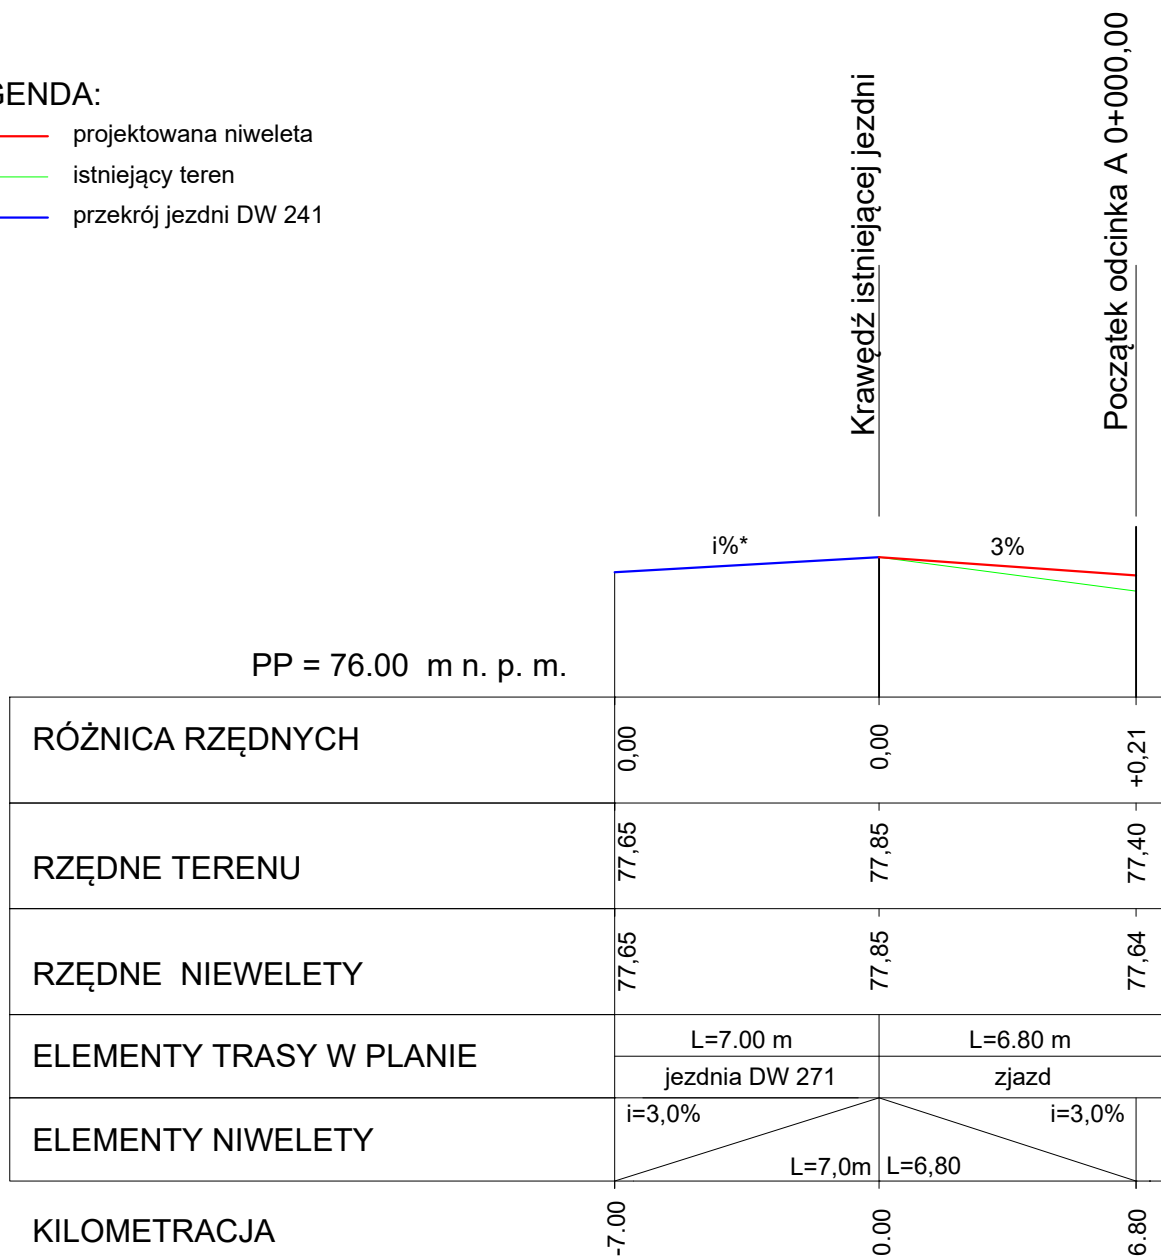 GENDA:
projektowana niweleta
istniejący teren
przekrój jezdni DW 241
Krawędź istniejącej jezdni
Początek odcinka A 0+000,00
i%*
3%
PP = 76.00 m n. p. m.
RÓŻNICA RZĘDNYCH
0,00
0,00
+0,21
RZĘDNE TERENU
77,65
77,85
77,40
RZĘDNE NIEWELETY
77,65
77,85
77,64
ELEMENTY TRASY W PLANIE
L=7.00 m
L=6.80 m
jezdnia DW 271
zjazd
ELEMENTY NIWELETY
i=3,0%
i=3,0%
L=7,0m
L=6,80
KILOMETRACJA
-7.00
0.00
6.80